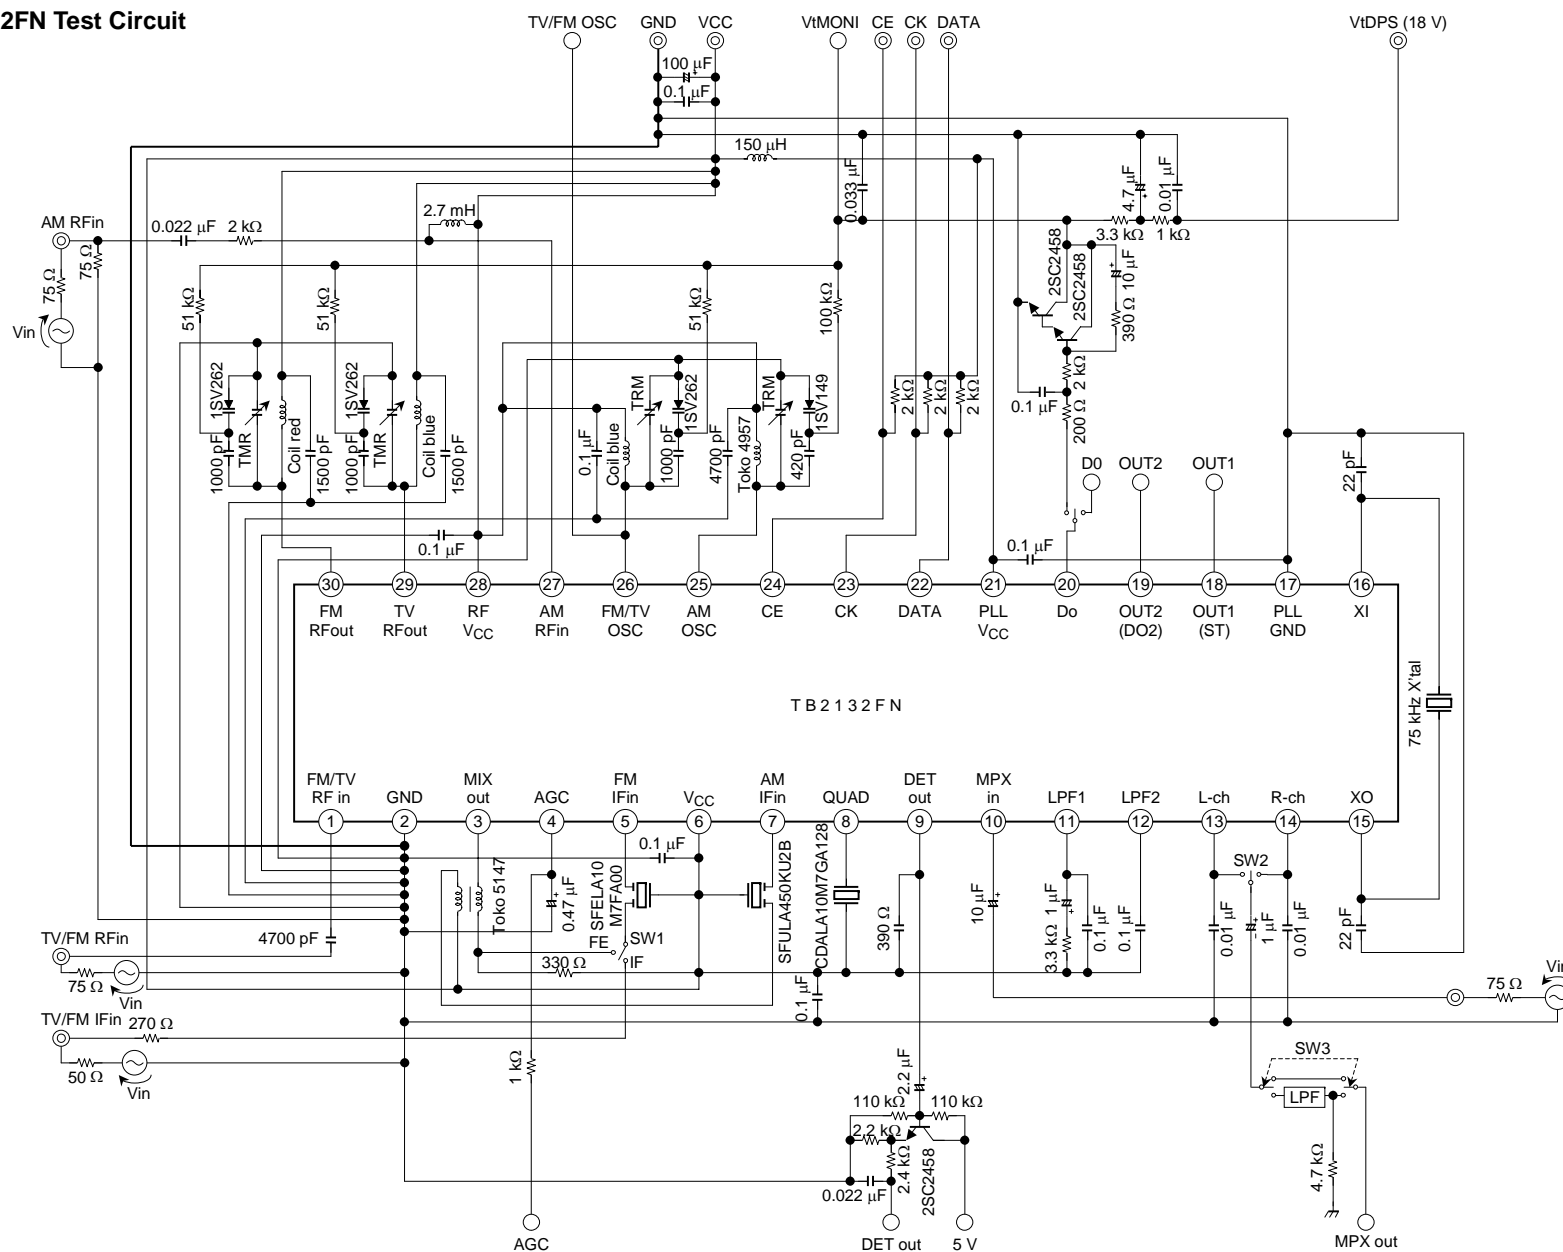 2FN Test Circuit
TV/FM OSC
GND
VCC
VtMONI
CE
CK
DATA
VtDPS (18 V)
100 µF
+
0.1 µF
150 µH
0.033 µF
4.7 µF
+
0.01 µF
3.3 kΩ
1 kΩ
AM RFin
0.022 µF
2 kΩ
2.7 mH
75 Ω
75 Ω
Vin
51 kΩ
51 kΩ
51 kΩ
100 kΩ
2SC2458
2SC2458
10 µF
+
390 Ω
2 kΩ
0.1 µF
200 Ω
1SV262
1000 pF
TMR
Coil red
1500 pF
1SV262
1000 pF
TMR
Coil blue
1500 pF
0.1 µF
Coil blue
TRM
1SV262
1000 pF
4700 pF
Toko 4957
TRM
1SV149
420 pF
2 kΩ
2 kΩ
2 kΩ
D0
OUT2
OUT1
22 pF
0.1 µF
0.1 µF
30
29
28
27
26
25
24
23
22
21
20
19
18
17
16
FM
RFout
TV
RFout
RF
VCC
AM
RFin
FM/TV
OSC
AM
OSC
CE
CK
DATA
PLL
VCC
Do
OUT2
(DO2)
OUT1
(ST)
PLL
GND
XI
T B 2 1 3 2 F N
75 kHz X'tal
FM/TV
RF in
GND
MIX
out
AGC
FM
IFin
VCC
AM
IFin
QUAD
DET
out
MPX
in
LPF1
LPF2
L-ch
R-ch
XO
1
2
3
4
5
6
7
8
9
10
11
12
13
14
15
0.1 µF
Toko 5147
0.47 µF
+
SFELA10
M7FA00
FE
SW1
IF
330 Ω
SFULA450KU2B
CDALA10M7GA128
0.1 µF
390 Ω
10 µF
+
1 µF
+
3.3 kΩ
0.1 µF
0.1 µF
SW2
0.01 µF
1 µF
0.01 µF
22 pF
4700 pF
TV/FM RFin
75 Ω
Vin
TV/FM IFin
270 Ω
50 Ω
Vin
75 Ω
1 kΩ
2.2 µF
+
110 kΩ
110 kΩ
2.2 kΩ
2.4 kΩ
2SC2458
0.022 µF
SW3
LPF
4.7 kΩ
AGC
DET out
5 V
MPX out